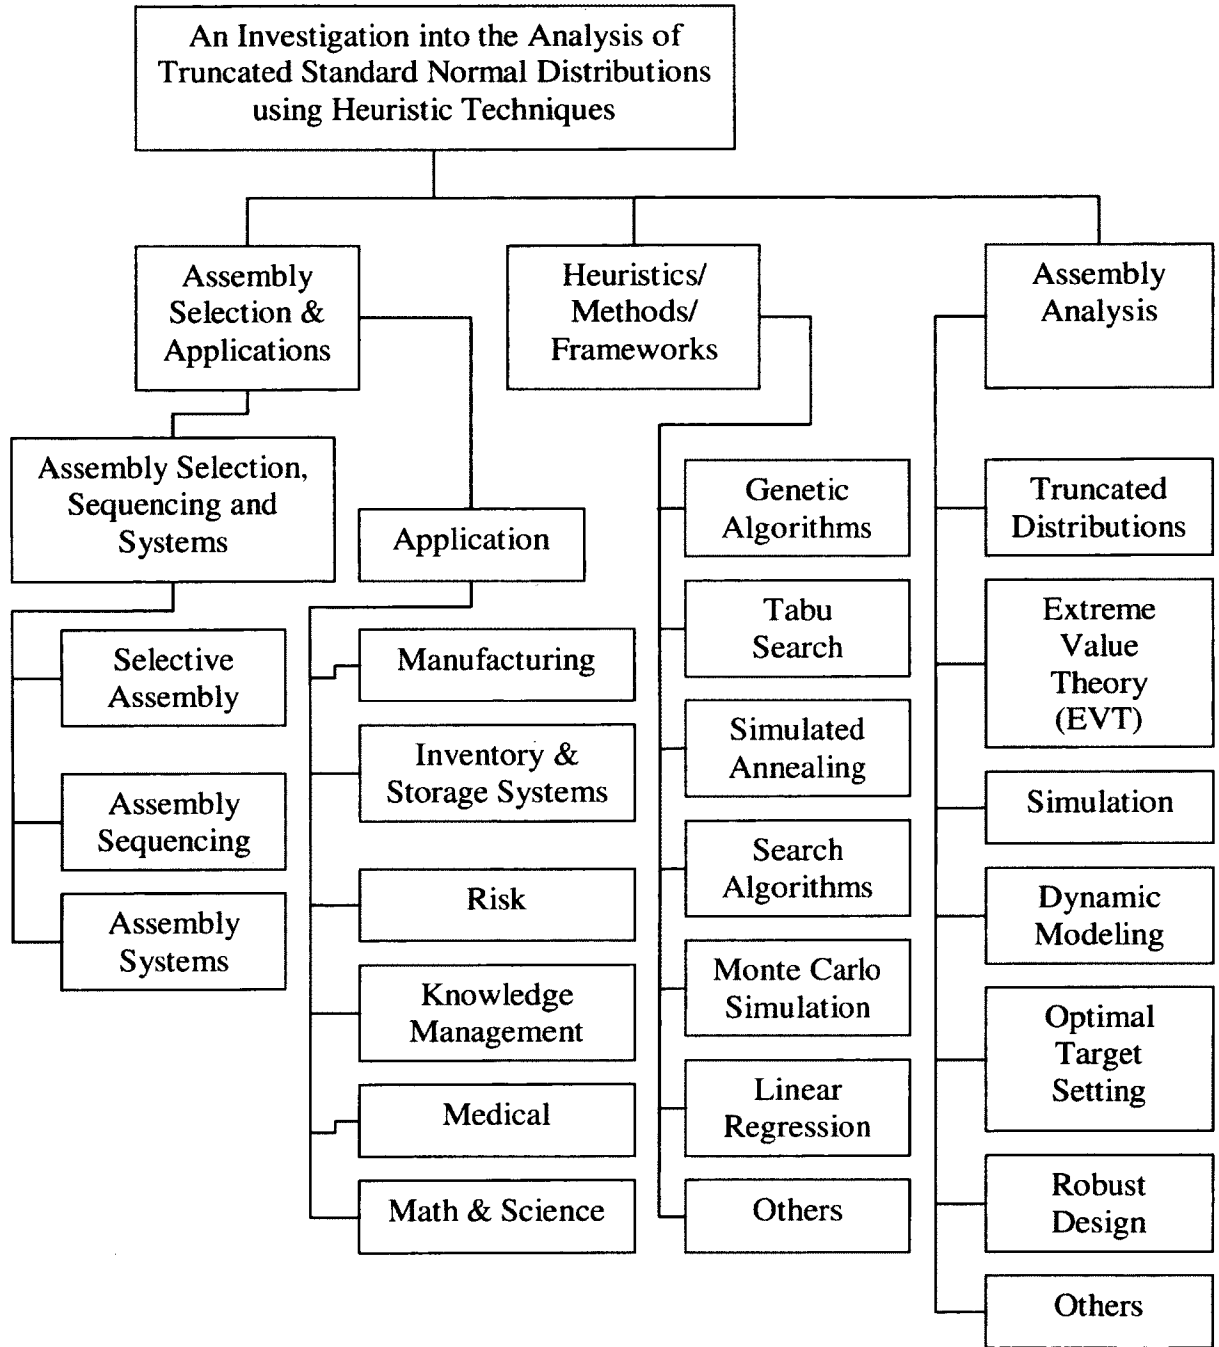 An Investigation into the Analysis of
Truncated Standard Normal Distributions
using Heuristic Techniques
Assembly
Selection &
Applications
Heuristics/
Methods/
Frameworks
Assembly
Analysis
Assembly Selection,
Sequencing and
Systems
Selective
Assembly
Assembly
Sequencing
Assembly
Systems
Application
Manufacturing
Inventory &
Storage Systems
Risk
Knowledge
Management
Medical
Math & Science
Genetic
Algorithms
Tabu
Search
Simulated
Annealing
Search
Algorithms
Monte Carlo
Simulation
Linear
Regression
Others
Truncated
Distributions
Extreme
Value
Theory
(EVT)
Simulation
Dynamic
Modeling
Optimal
Target
Setting
Robust
Design
Others